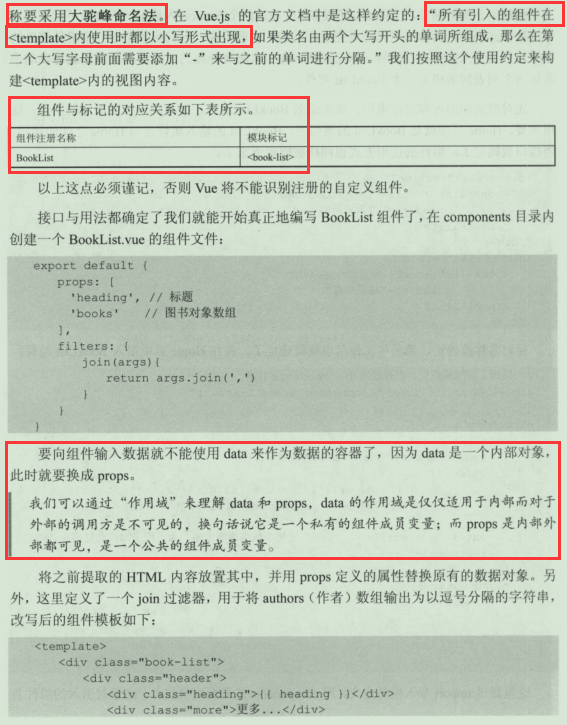 称要采用大驼峰命名法。在 Vue.js 的官方文档中是这样约定的：“所有引入的组件在
<template>内使用时都以小写形式出现，如果类名由两个大写开头的单词所组成，那么在第
二个大写字母前面需要添加“-”来与之前的单词进行分隔。”我们按照这个使用约定来构
建<template>内的视图内容。
组件与标记的对应关系如下表所示。
组件注册名称 模块标记
BookList <book-list>
以上这点必须谨记，否则 Vue 将不能识别注册的自定义组件。
接口与用法都确定了我们就能开始真正地编写 BookList 组件了，在 components 目录内
创建一个 BookList.vue 的组件文件：
export default {
props: [
'heading', // 标题
'books' // 图书对象数组
],
filters: {
join(args){
return args.join(',')
}
}
}
要向组件输入数据就不能使用 data 来作为数据的容器了，因为 data 是一个内部对象，
此时就要换成 props。
我们可以通过“作用域”来理解 data 和 props，data 的作用域是仅仅适用于内部而对于
外部的调用方是不可见的，换句话说它是一个私有的组件成员变量；而 props 是内部外
部都可见，是一个公共的组件成员变量。
将之前提取的 HTML 内容放置其中，并用 props 定义的属性替换原有的数据对象。另
外，这里定义了一个 join 过滤器，用于将 authors（作者）数组输出为以逗号分隔的字符串，
改写后的组件模板如下：
<template>
<div class="book-list">
<div class="header">
<div class="heading">{{ heading }}</div>
<div class="more">更多...</div>